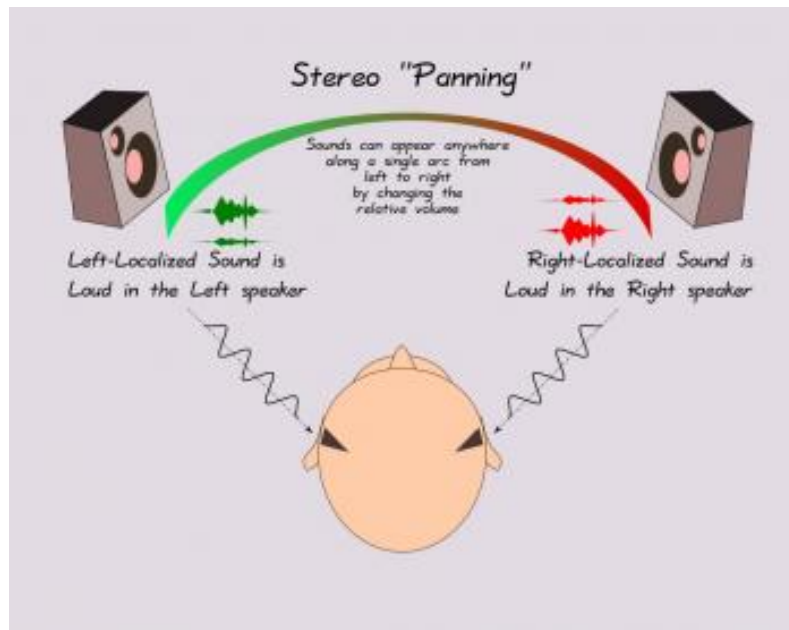 Stereo "Panning"
Sounds can appear anywhere
along a single arc from
left to right
by changing the
relative volume
Left-Localized Sound is
Loud in the Left speaker
Right-Localized Sound is
Loud in the Right speaker